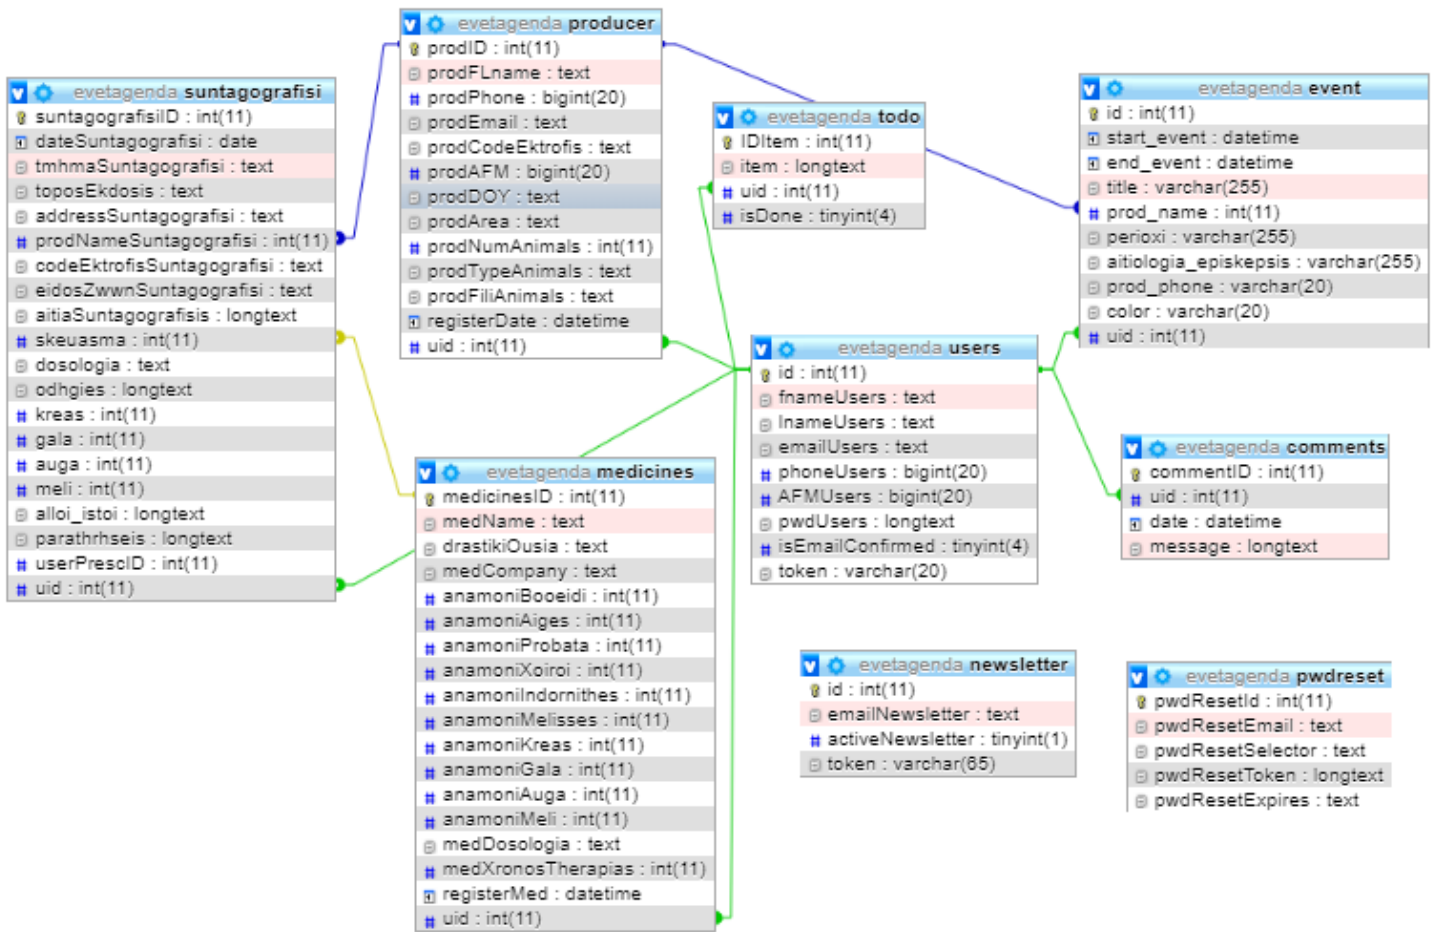 evetagenda suntagografisi
suntagografisiID : int(11)
dateSuntagografisi : date
tmhmaSuntagografisi : text
toposEkdosis : text
addressSuntagografisi : text
prodNameSuntagografisi : int(11)
codeEktrofisSuntagografisi : text
eidosZwwnSuntagografisi : text
aitiaSuntagografisis : longtext
skeuasma : int(11)
dosologia : text
odhgies : longtext
kreas : int(11)
gala : int(11)
auga : int(11)
meli : int(11)
alloi_istoi : longtext
parathrhseis : longtext
userPrescID : int(11)
uid : int(11)
evetagenda producer
prodID : int(11)
prodFLname : text
prodPhone : bigint(20)
prodEmail : text
prodCodeEktrofis : text
prodAFM : bigint(20)
prodDOY : text
prodArea : text
prodNumAnimals : int(11)
prodTypeAnimals : text
prodFiliAnimals : text
registerDate : datetime
uid : int(11)
evetagenda todo
IDItem : int(11)
item : longtext
uid : int(11)
isDone : tinyint(4)
evetagenda event
id : int(11)
start_event : datetime
end_event : datetime
title : varchar(255)
prod_name : int(11)
perioxi : varchar(255)
aitiologia_episkepsis : varchar(255)
prod_phone : varchar(20)
color : varchar(20)
uid : int(11)
evetagenda users
id : int(11)
fnameUsers : text
lnameUsers : text
emailUsers : text
phoneUsers : bigint(20)
AFMUsers : bigint(20)
pwdUsers : longtext
isEmailConfirmed : tinyint(4)
token : varchar(20)
evetagenda comments
commentID : int(11)
uid : int(11)
date : datetime
message : longtext
evetagenda medicines
medicinesID : int(11)
medName : text
drastikiOusia : text
medCompany : text
anamoniBooeidi : int(11)
anamoniAiges : int(11)
anamoniProbata : int(11)
anamoniXoiroi : int(11)
anamoniIndornithes : int(11)
anamoniMelisses : int(11)
anamoniKreas : int(11)
anamoniGala : int(11)
anamoniAuga : int(11)
anamoniMeli : int(11)
medDosologia : text
medXronosTherapias : int(11)
registerMed : datetime
uid : int(11)
evetagenda newsletter
id : int(11)
emailNewsletter : text
activeNewsletter : tinyint(1)
token : varchar(65)
evetagenda pwdreset
pwdResetId : int(11)
pwdResetEmail : text
pwdResetSelector : text
pwdResetToken : longtext
pwdResetExpires : text